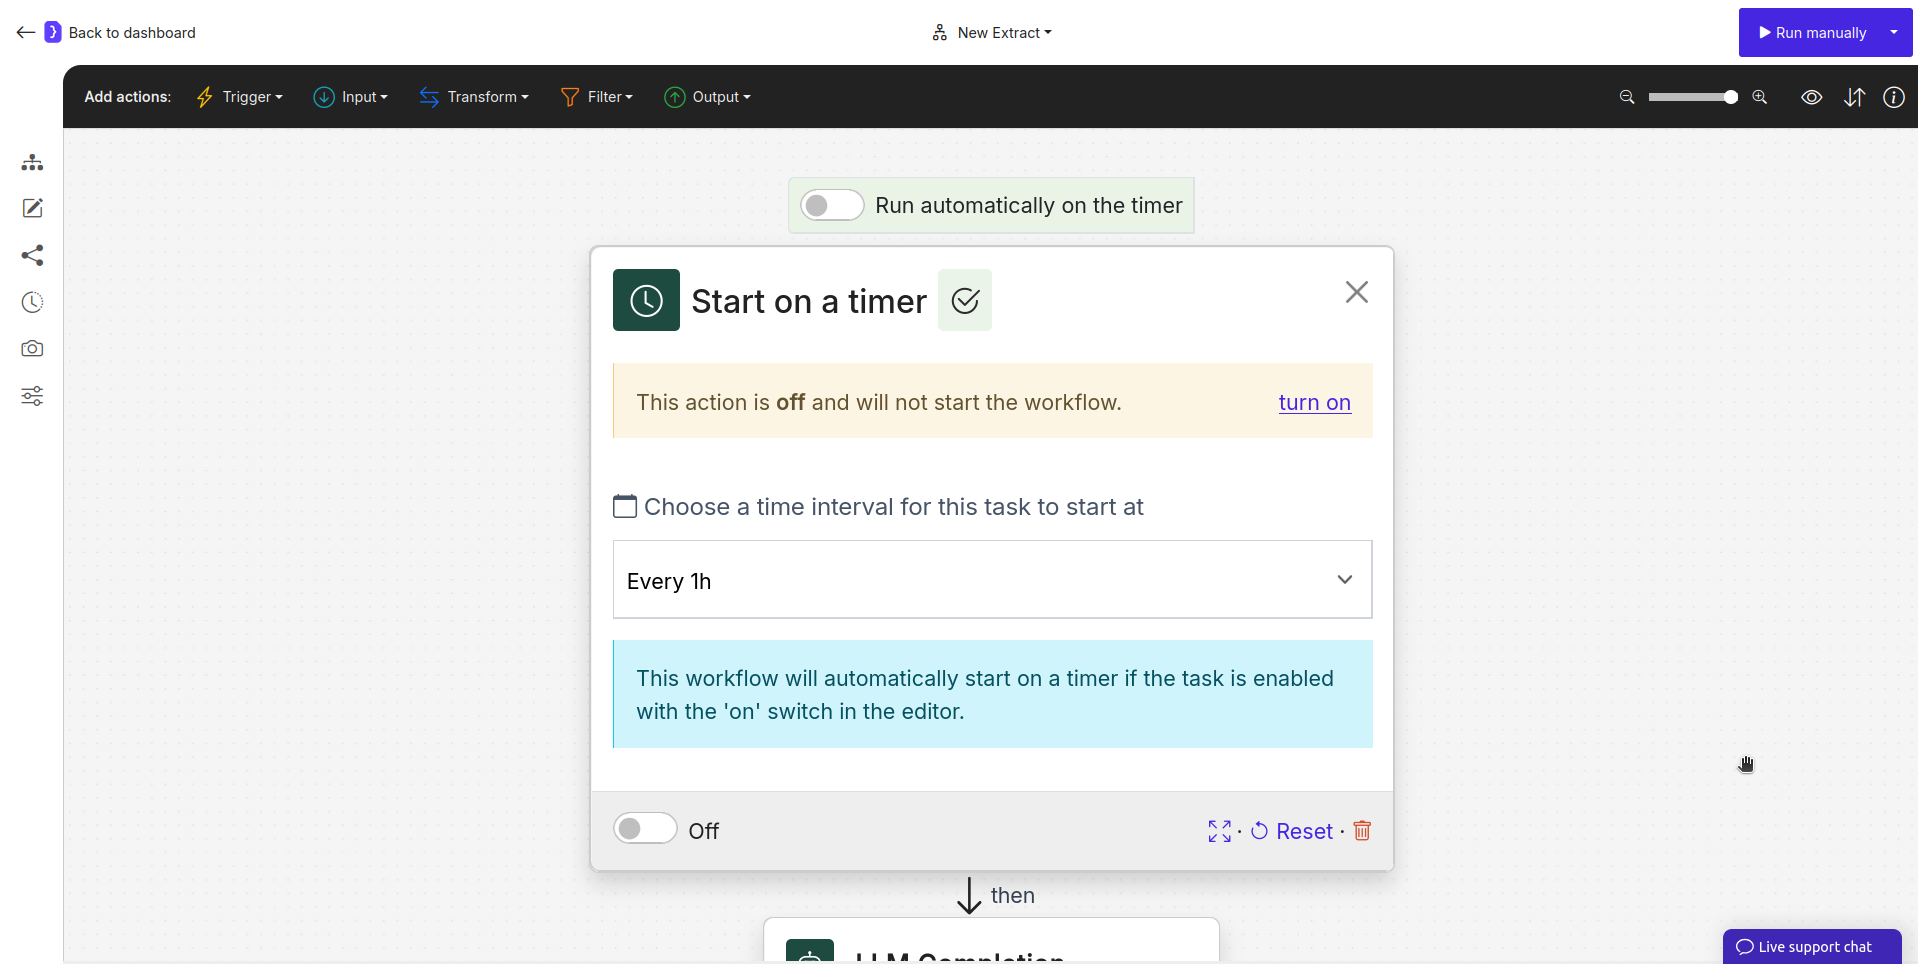 Back to dashboard
New Extract
Run manually
Add actions:
Trigger
Input
Transform
Filter
Output
Run automatically on the timer
Start on a timer
This action is off and will not start the workflow.
turn on
Choose a time interval for this task to start at
Every 1h
This workflow will automatically start on a timer if the task is enabled
with the 'on' switch in the editor.
Off
· Reset ·
then
LLM Completion
Live support chat